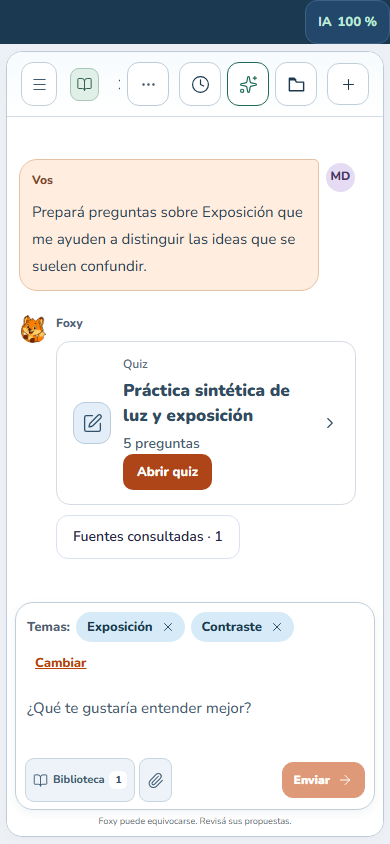 IA 100 %
:
Vos
MD
Prepará preguntas sobre Exposición que
me ayuden a distinguir las ideas que se
suelen confundir.
Foxy
Quiz
Práctica sintética de
luz y exposición
5 preguntas
Abrir quiz
Fuentes consultadas · 1
Temas: Exposición Contraste
Cambiar
¿Qué te gustaría entender mejor?
Biblioteca 1
Enviar
Foxy puede equivocarse. Revisá sus propuestas.